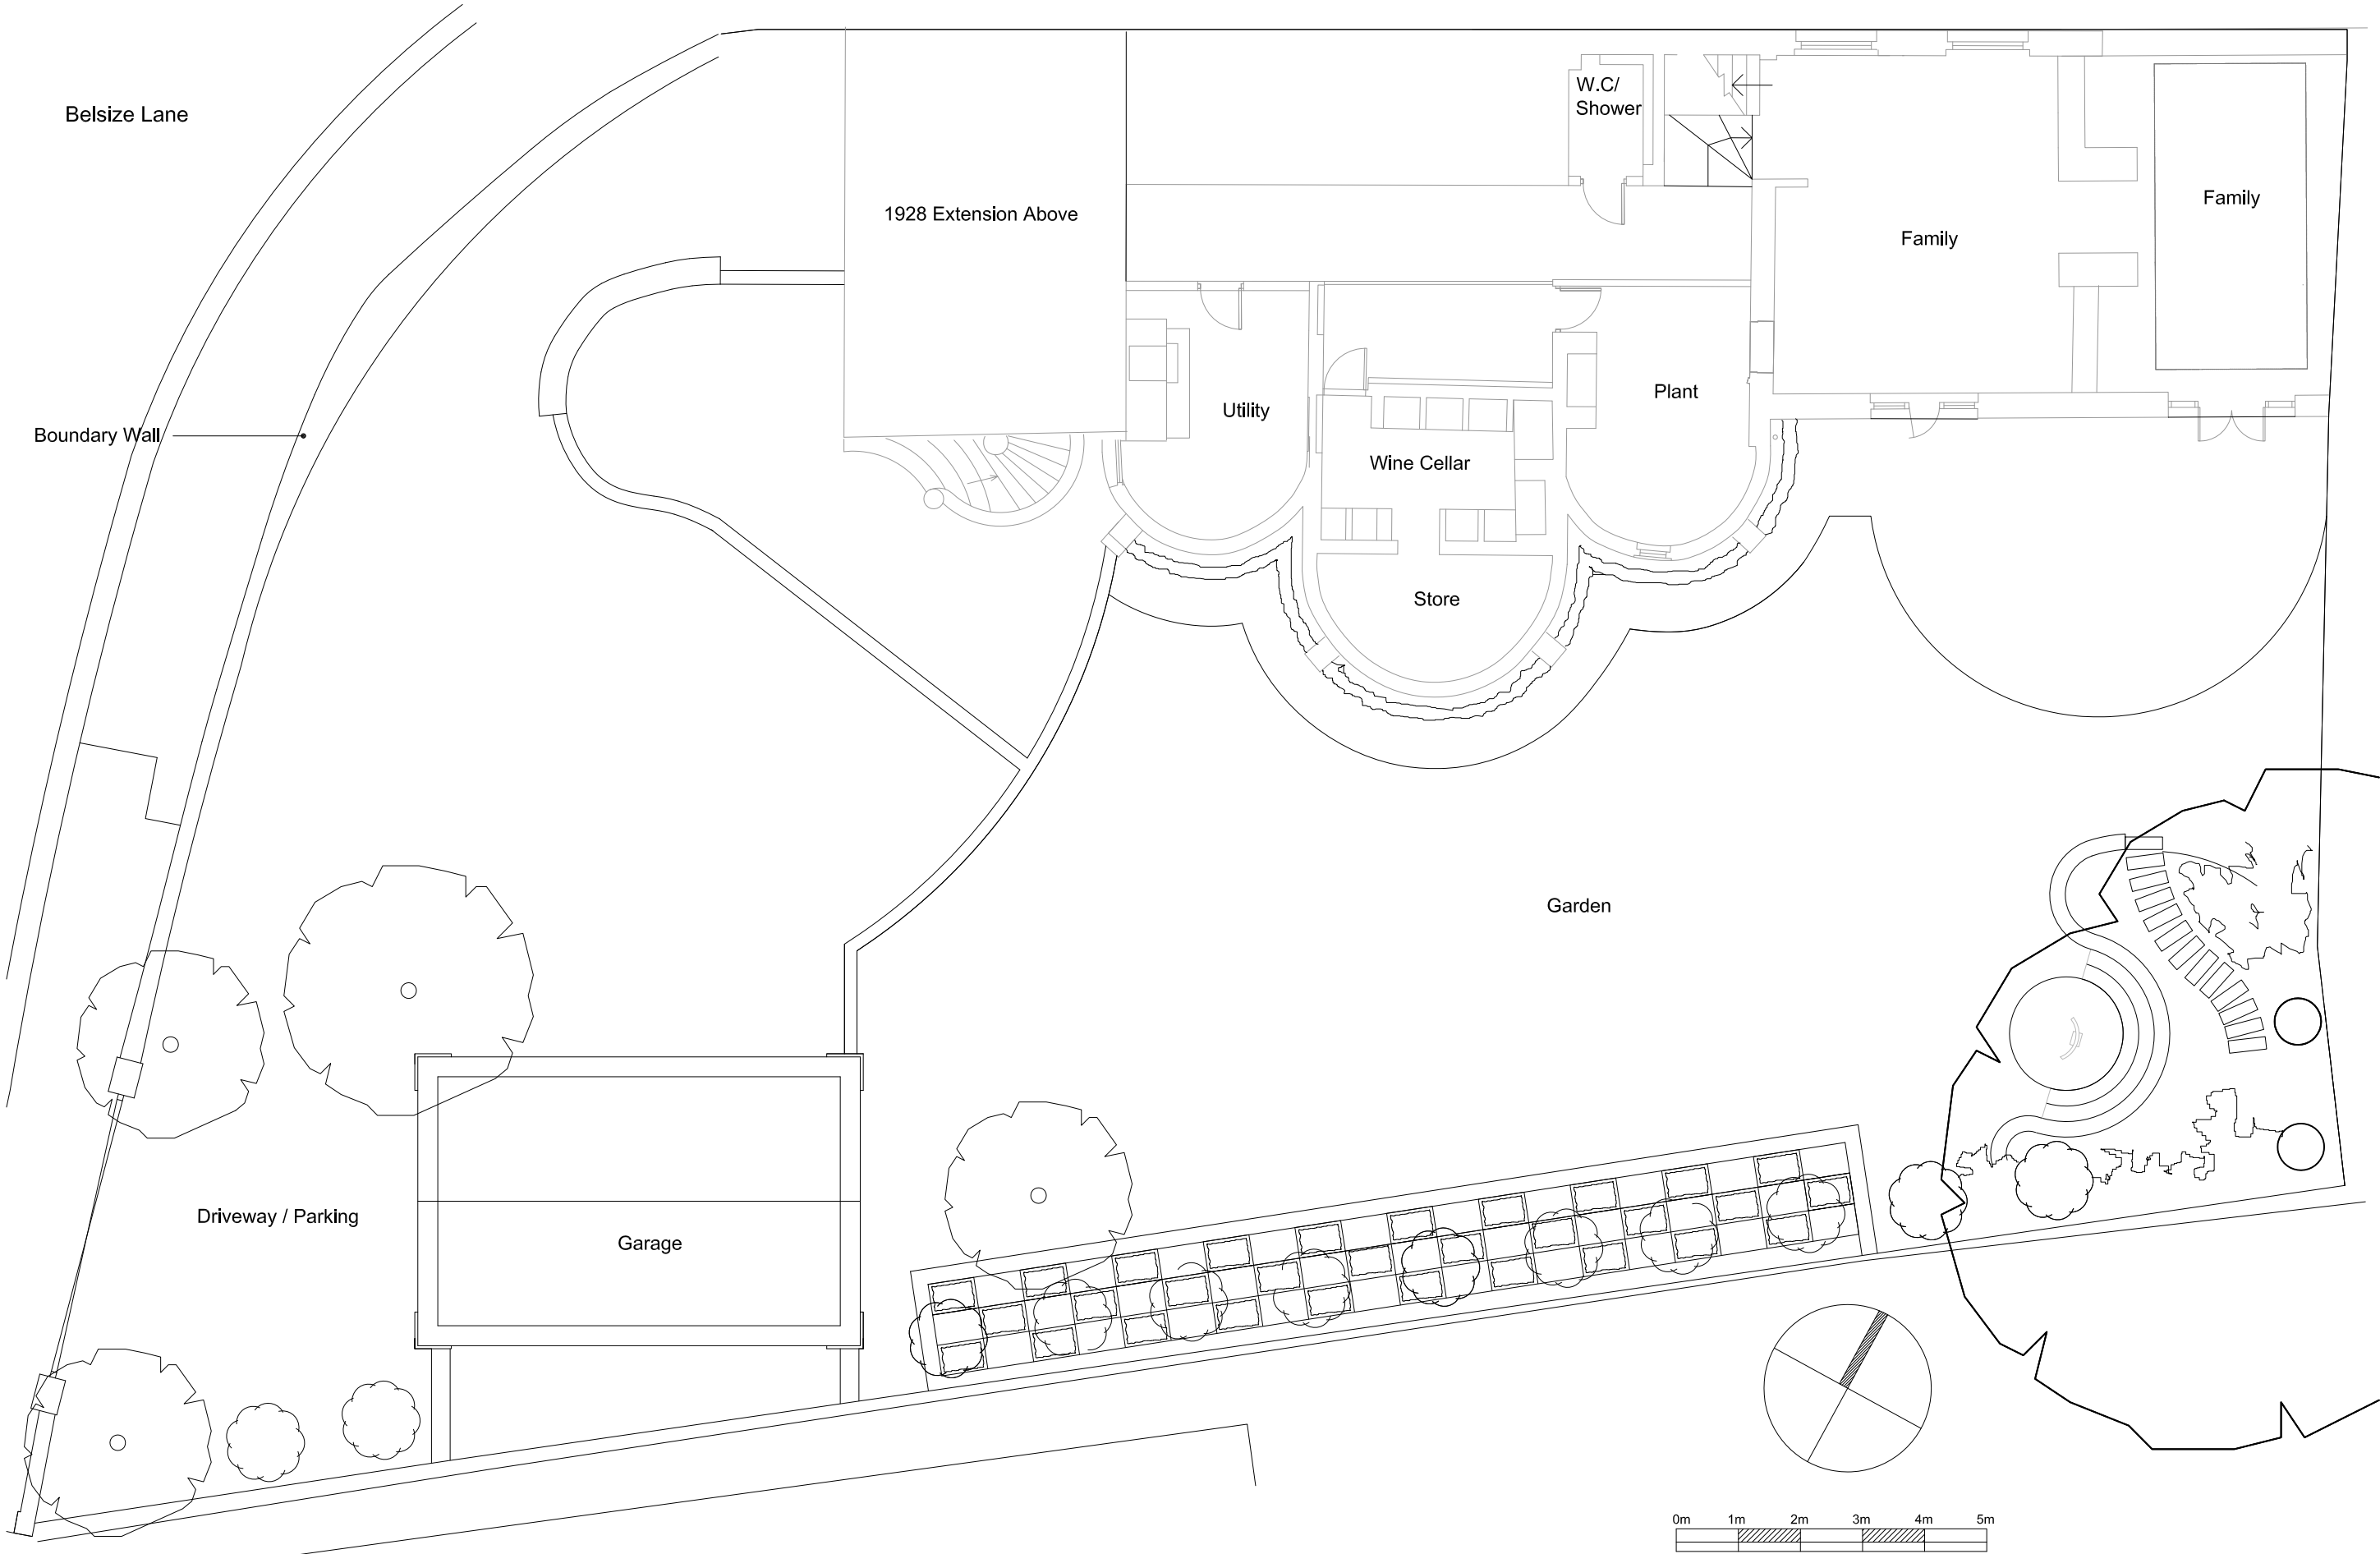 Belsize Lane
W.C/
Shower
Family
1928 Extension Above
Family
Plant
Utility
Boundary Wall
Wine Cellar
Store
Garden
Driveway / Parking
Garage
0m 1m 2m 3m 4m 5m